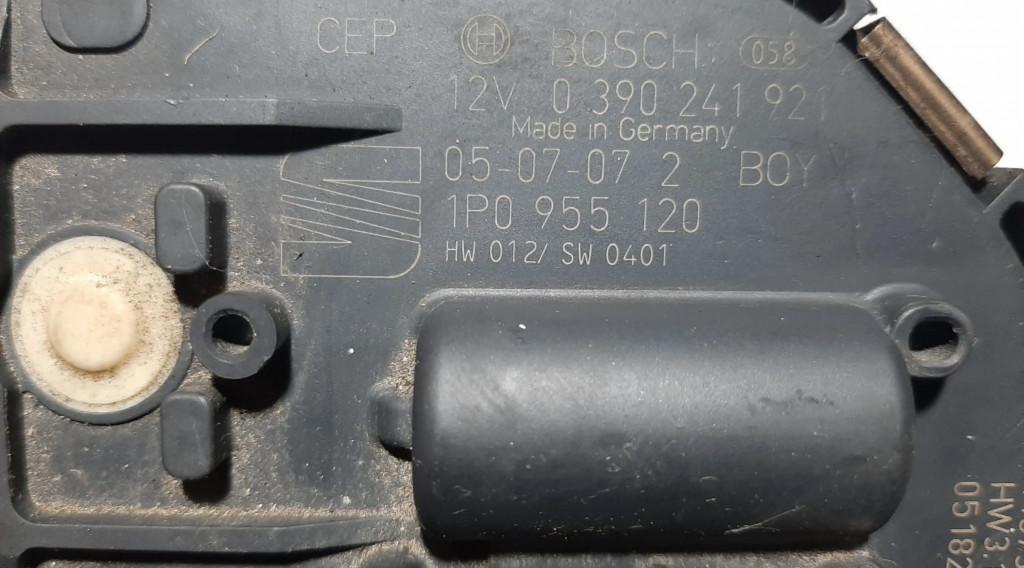 CEP BOSCH 058
12V 0 390 241 921
Made in Germany
05-07-07 2 BOY
1P0 955 120
HW 012/ SW 0401